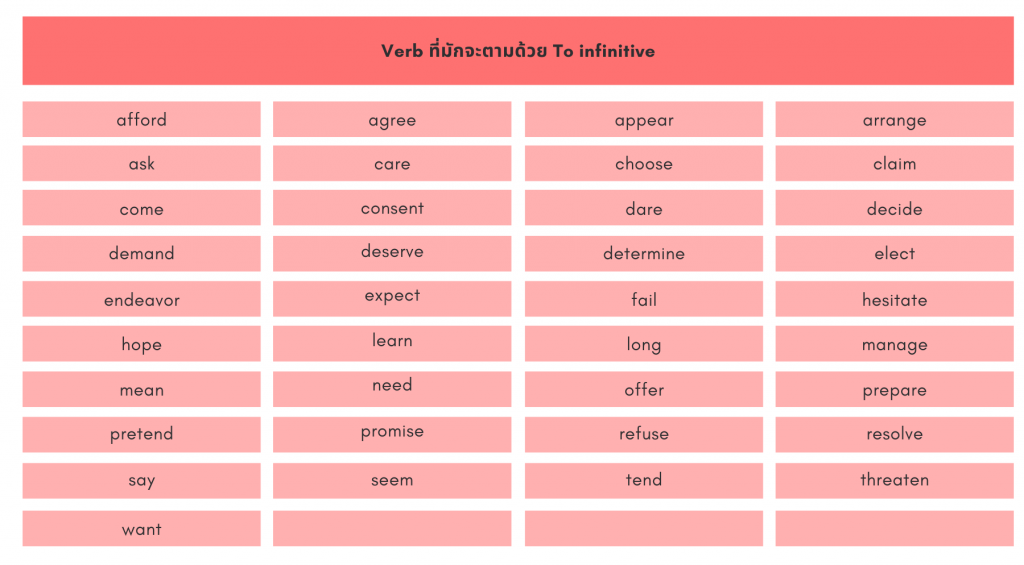 Verb ที่มักจะตามด้วย To infinitive
afford agree appear arrange
ask care choose claim
come consent dare decide
demand deserve determine elect
endeavor expect fail hesitate
hope learn long manage
mean need offer prepare
pretend promise refuse resolve
say seem tend threaten
want